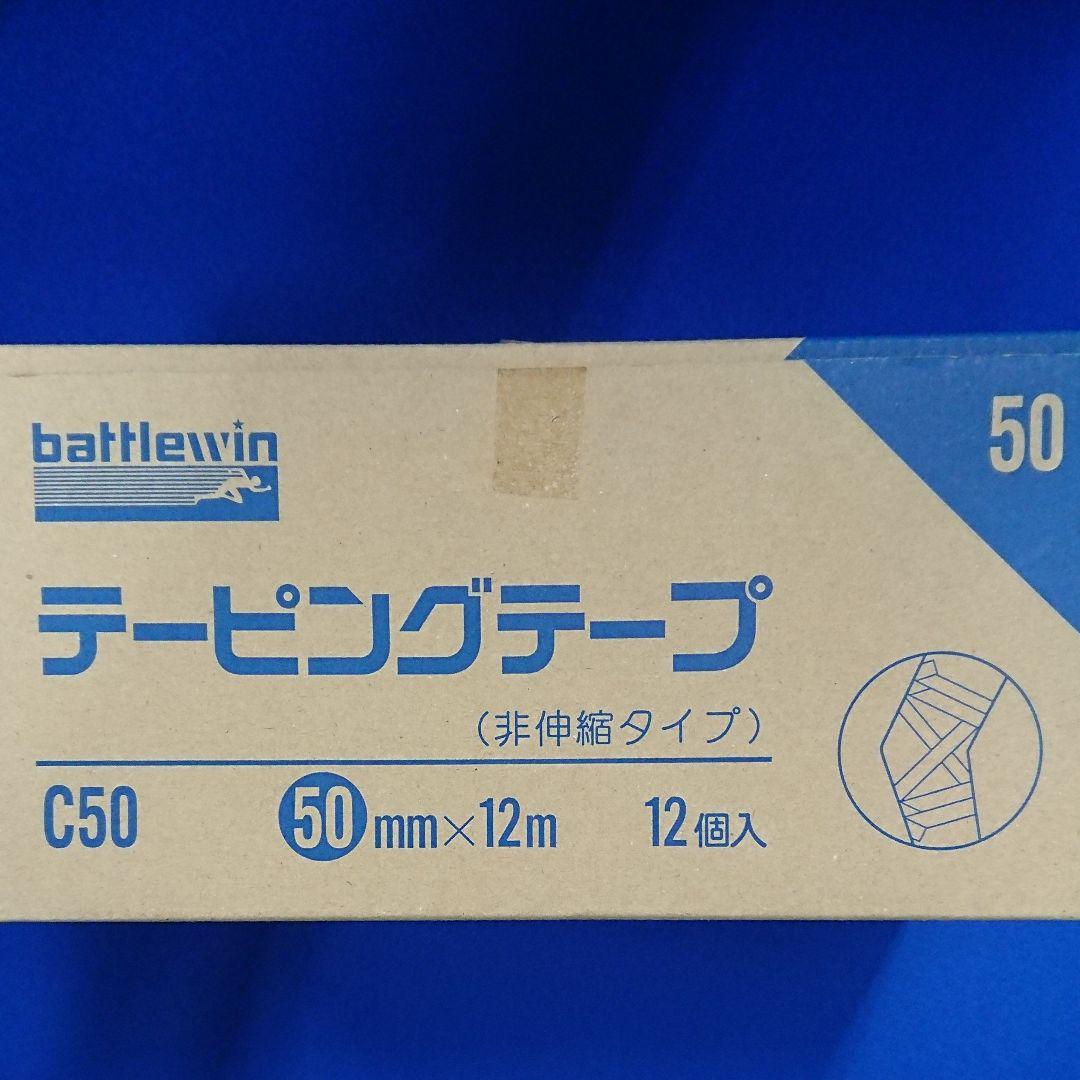 50
battlewin
テーピングテープ
(非伸縮タイプ)
C50 50mm×12m 12個入